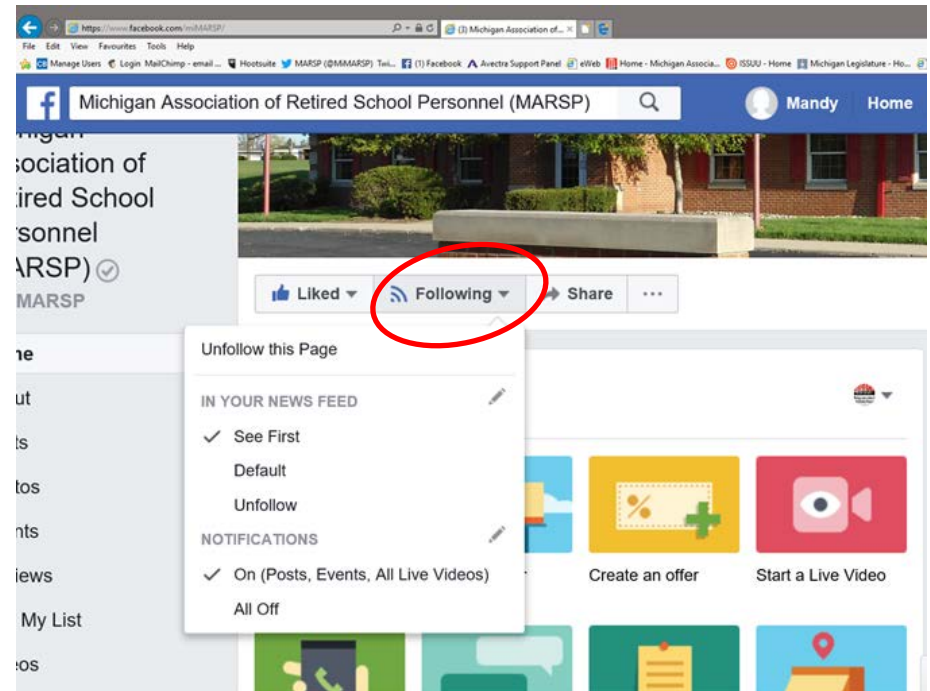 https://www.facebook.com/miMARSP/
(3) Michigan Association of...
File Edit View Favourites Tools Help
Manage Users Login MailChimp - email ... Hootsuite MARSP (@MIMARSP) Twi... (1) Facebook Avectra Support Panel eWeb Home - Michigan Associa... ISSUU - Home Michigan Legislature - Ho...
Michigan Association of Retired School Personnel (MARSP)
Mandy Home
higan
sociation of
ired School
rsonnel
ARSP)
MARSP
Liked Following Share ...
Unfollow this Page
IN YOUR NEWS FEED
See First
Default
Unfollow
NOTIFICATIONS
On (Posts, Events, All Live Videos)
All Off
ne
ut
ts
tos
nts
iews
My List
eos
%
Create an offer
Start a Live Video